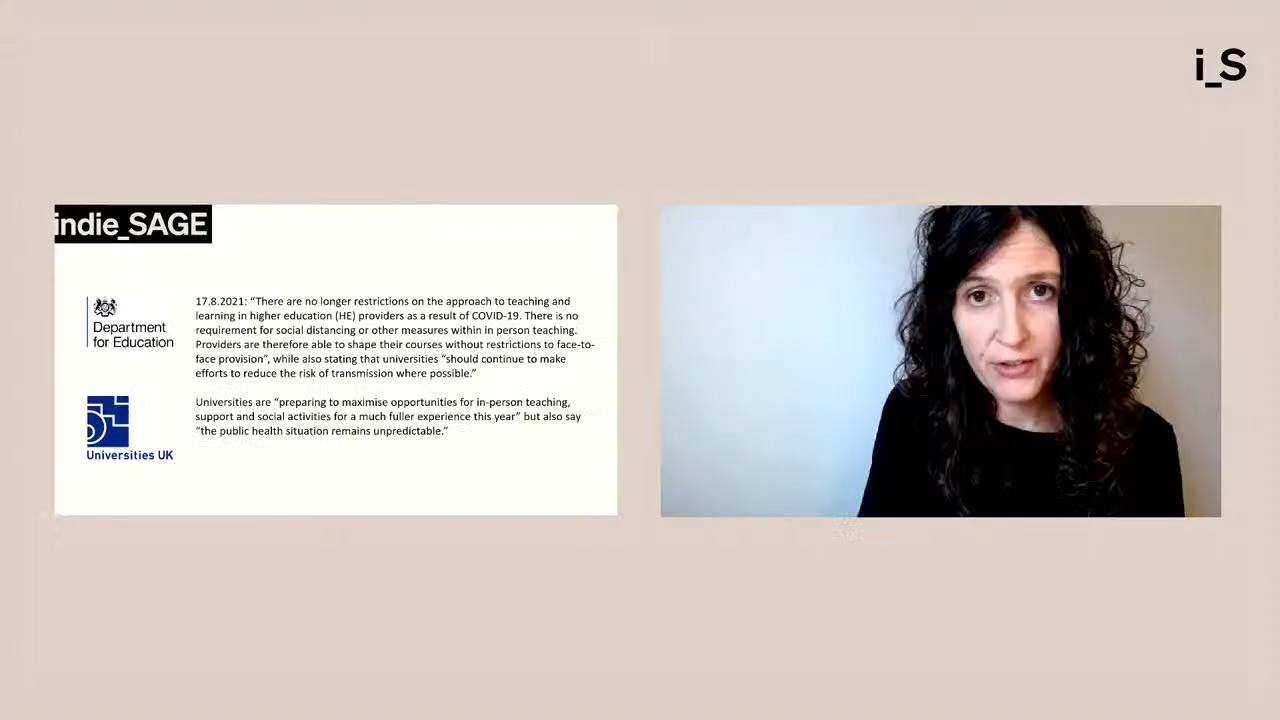 i_S
indie_SAGE
Department
for Education
17.8.2021: “There are no longer restrictions on the approach to teaching and
learning in higher education (HE) providers as a result of COVID-19. There is no
requirement for social distancing or other measures within in person teaching.
Providers are therefore able to shape their courses without restrictions to face-to-
face provision”, while also stating that universities “should continue to make
efforts to reduce the risk of transmission where possible.”
Universities UK
Universities are “preparing to maximise opportunities for in-person teaching,
support and social activities for a much fuller experience this year” but also say
“the public health situation remains unpredictable.”